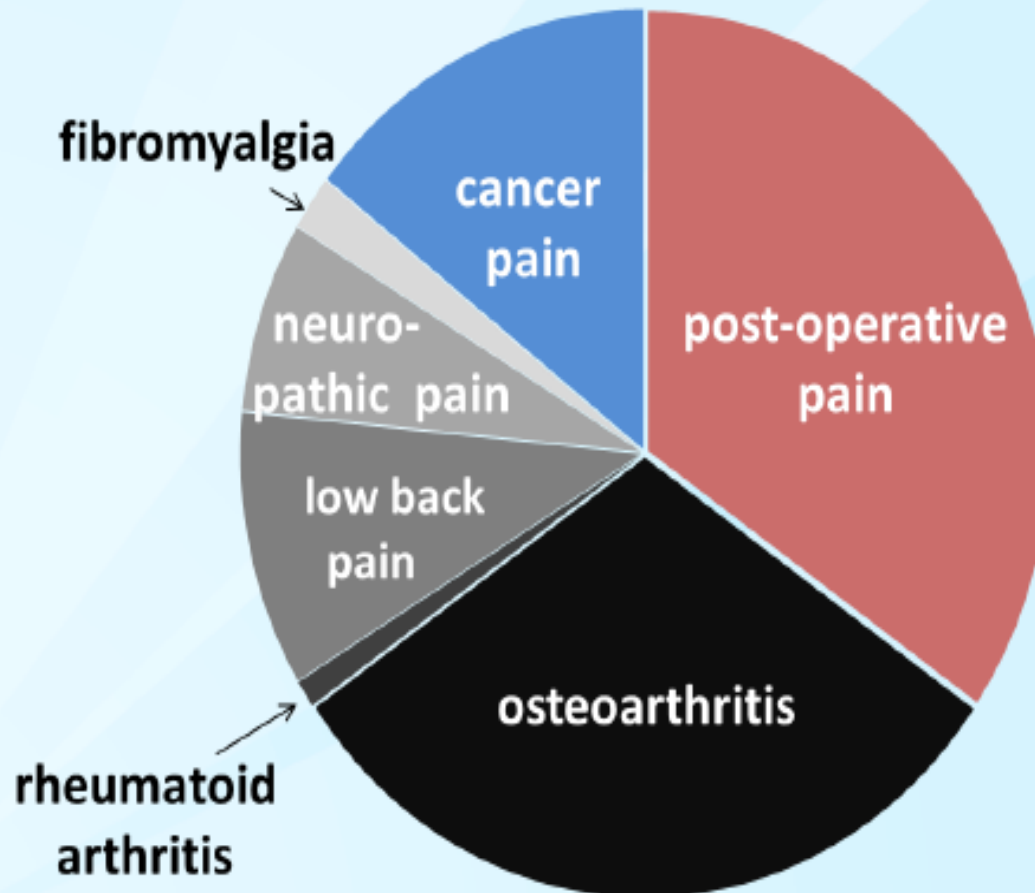 fibromyalgia
cancer
pain
post-operative
pain
neuro-
pathic pain
low back
pain
osteoarthritis
rheumatoid
arthritis